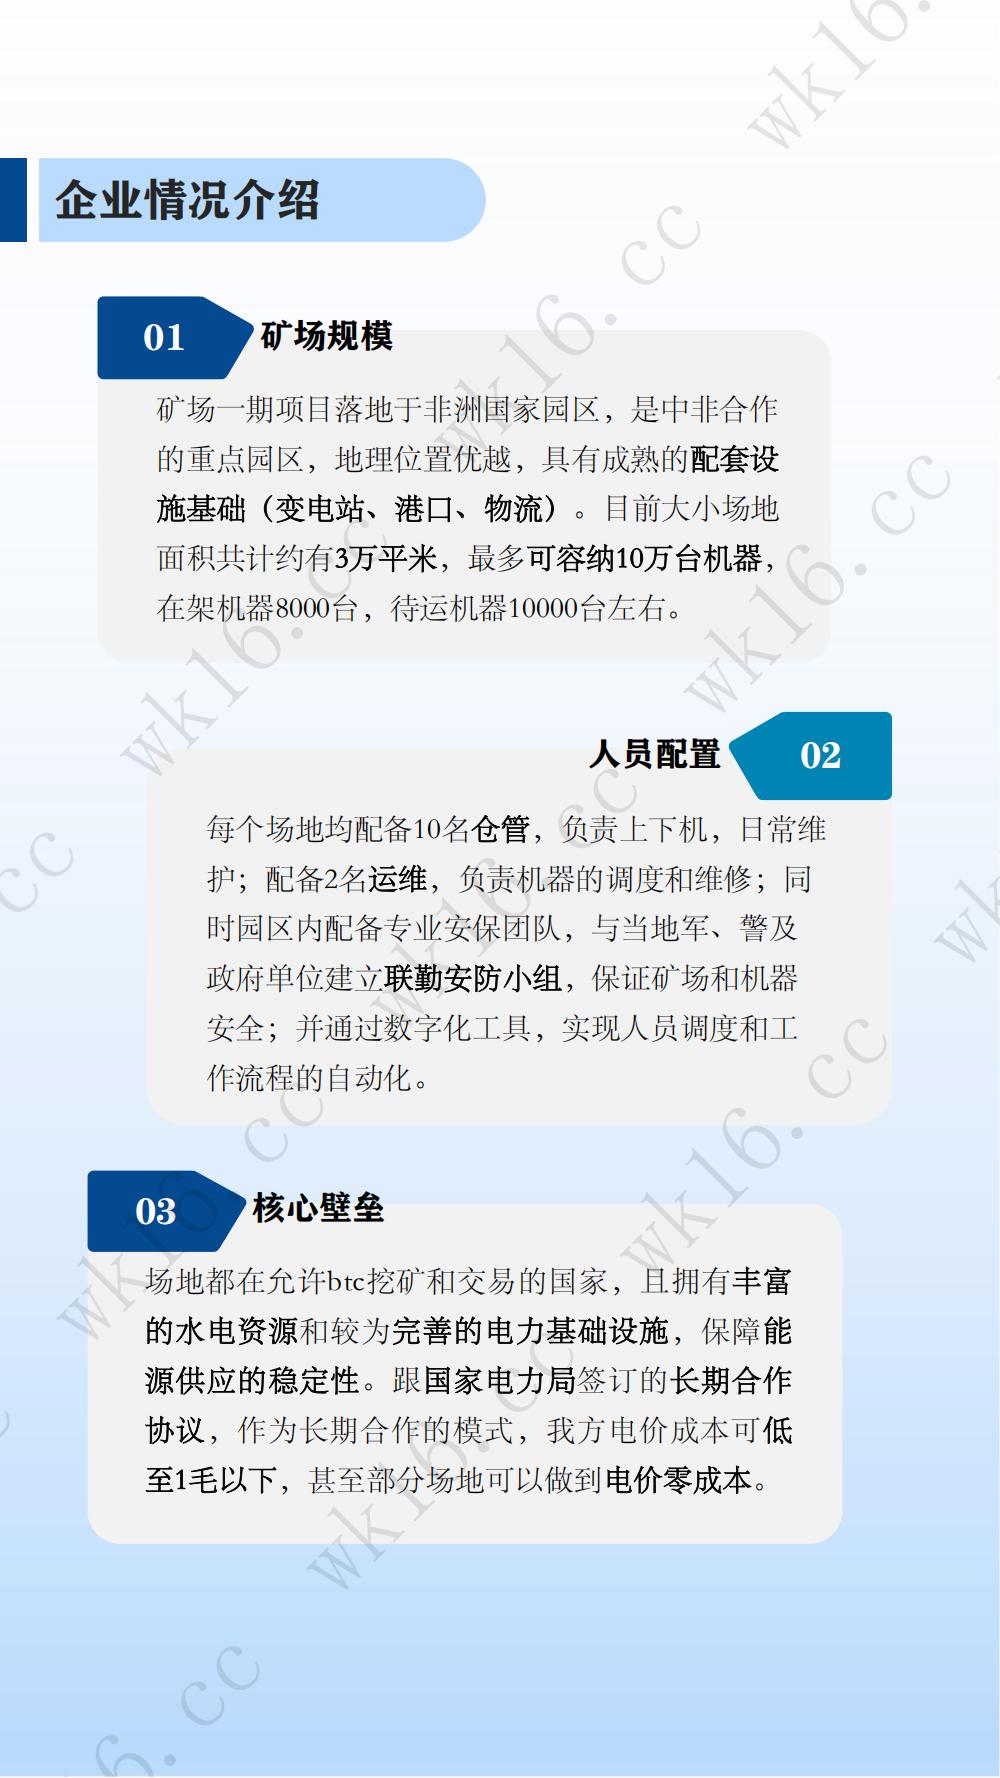 企业情况介绍
01
矿场规模
矿场一期项目落地于非洲国家园区，是中非合作
的重点园区，地理位置优越，具有成熟的配套设
施基础（变电站、港口、物流）。目前大小场地
面积共计约有3万平米，最多可容纳10万台机器，
在架机器8000台，待运机器10000台左右。
人员配置
02
每个场地均配备10名仓管，负责上下机，日常维
护；配备2名运维，负责机器的调度和维修；同
时园区内配备专业安保团队，与当地军、警及
政府单位建立联勤安防小组，保证矿场和机器
安全；并通过数字化工具，实现人员调度和工
作流程的自动化。
03
核心壁垒
场地都在允许btc挖矿和交易的国家，且拥有丰富
的水电资源和较为完善的电力基础设施，保障能
源供应的稳定性。跟国家电力局签订的长期合作
协议，作为长期合作的模式，我方电价成本可低
至1毛以下，甚至部分场地可以做到电价零成本。
wk16.cc
wk16.cc
wk16.cc
wk16.cc
wk16.cc
wk16.cc
wk16.cc
wk16.cc